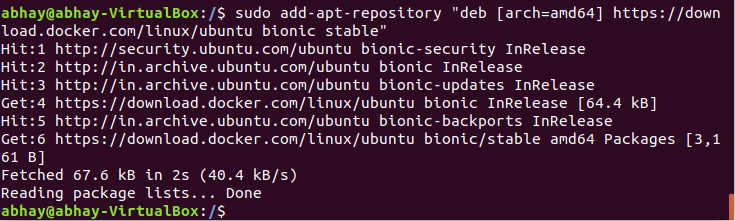 abhay@abhay-VirtualBox:/$ sudo add-apt-repository "deb [arch=amd64] https://down
load.docker.com/linux/ubuntu bionic stable"
Hit:1 http://security.ubuntu.com/ubuntu bionic-security InRelease
Hit:2 http://in.archive.ubuntu.com/ubuntu bionic InRelease
Hit:3 http://in.archive.ubuntu.com/ubuntu bionic-updates InRelease
Get:4 https://download.docker.com/linux/ubuntu bionic InRelease [64.4 kB]
Hit:5 http://in.archive.ubuntu.com/ubuntu bionic-backports InRelease
Get:6 https://download.docker.com/linux/ubuntu bionic/stable amd64 Packages [3,1
61 B]
Fetched 67.6 kB in 2s (40.4 kB/s)
Reading package lists... Done
abhay@abhay-VirtualBox:/$